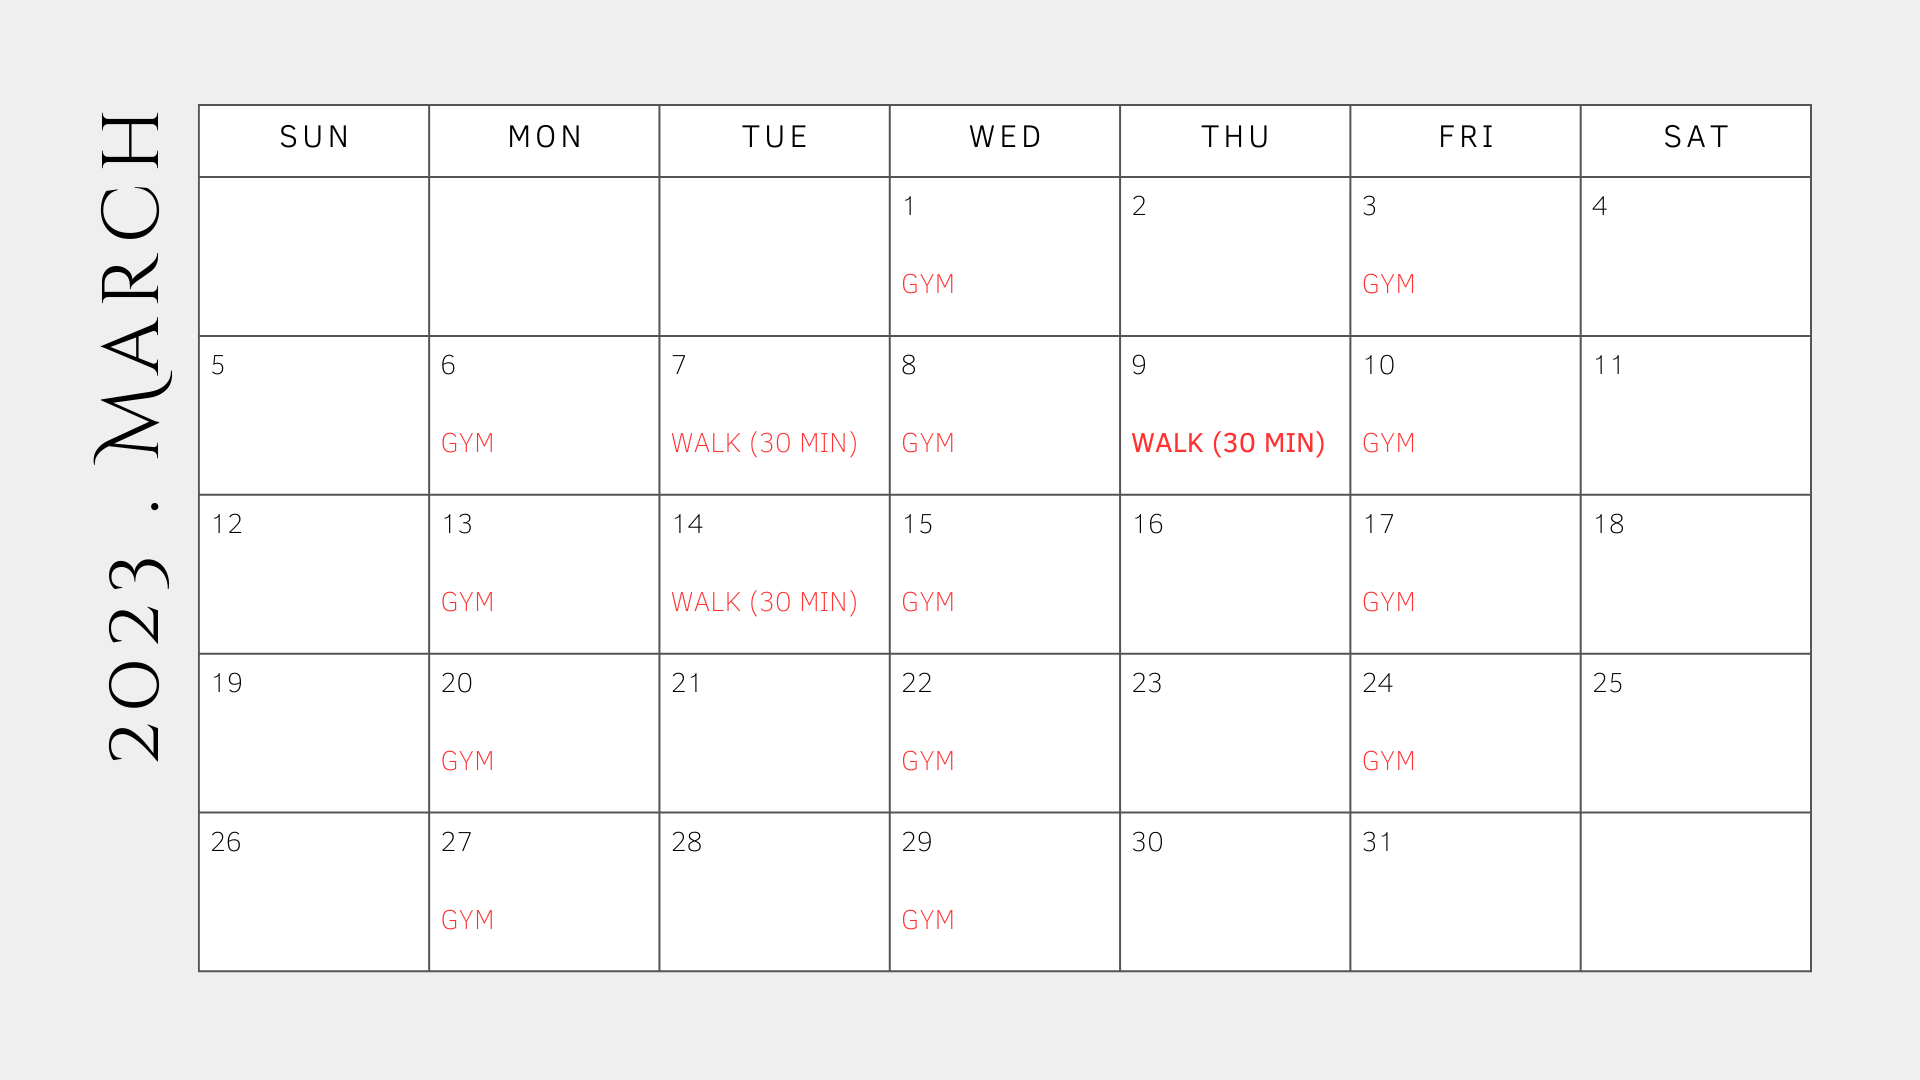 2023 . MARCH
SUN MON TUE WED THU FRI SAT
1 2 3 4
GYM GYM
5 6 7 8 9 10 11
GYM WALK (30 MIN) GYM WALK (30 MIN) GYM
12 13 14 15 16 17 18
GYM WALK (30 MIN) GYM GYM
19 20 21 22 23 24 25
GYM GYM GYM
26 27 28 29 30 31
GYM GYM